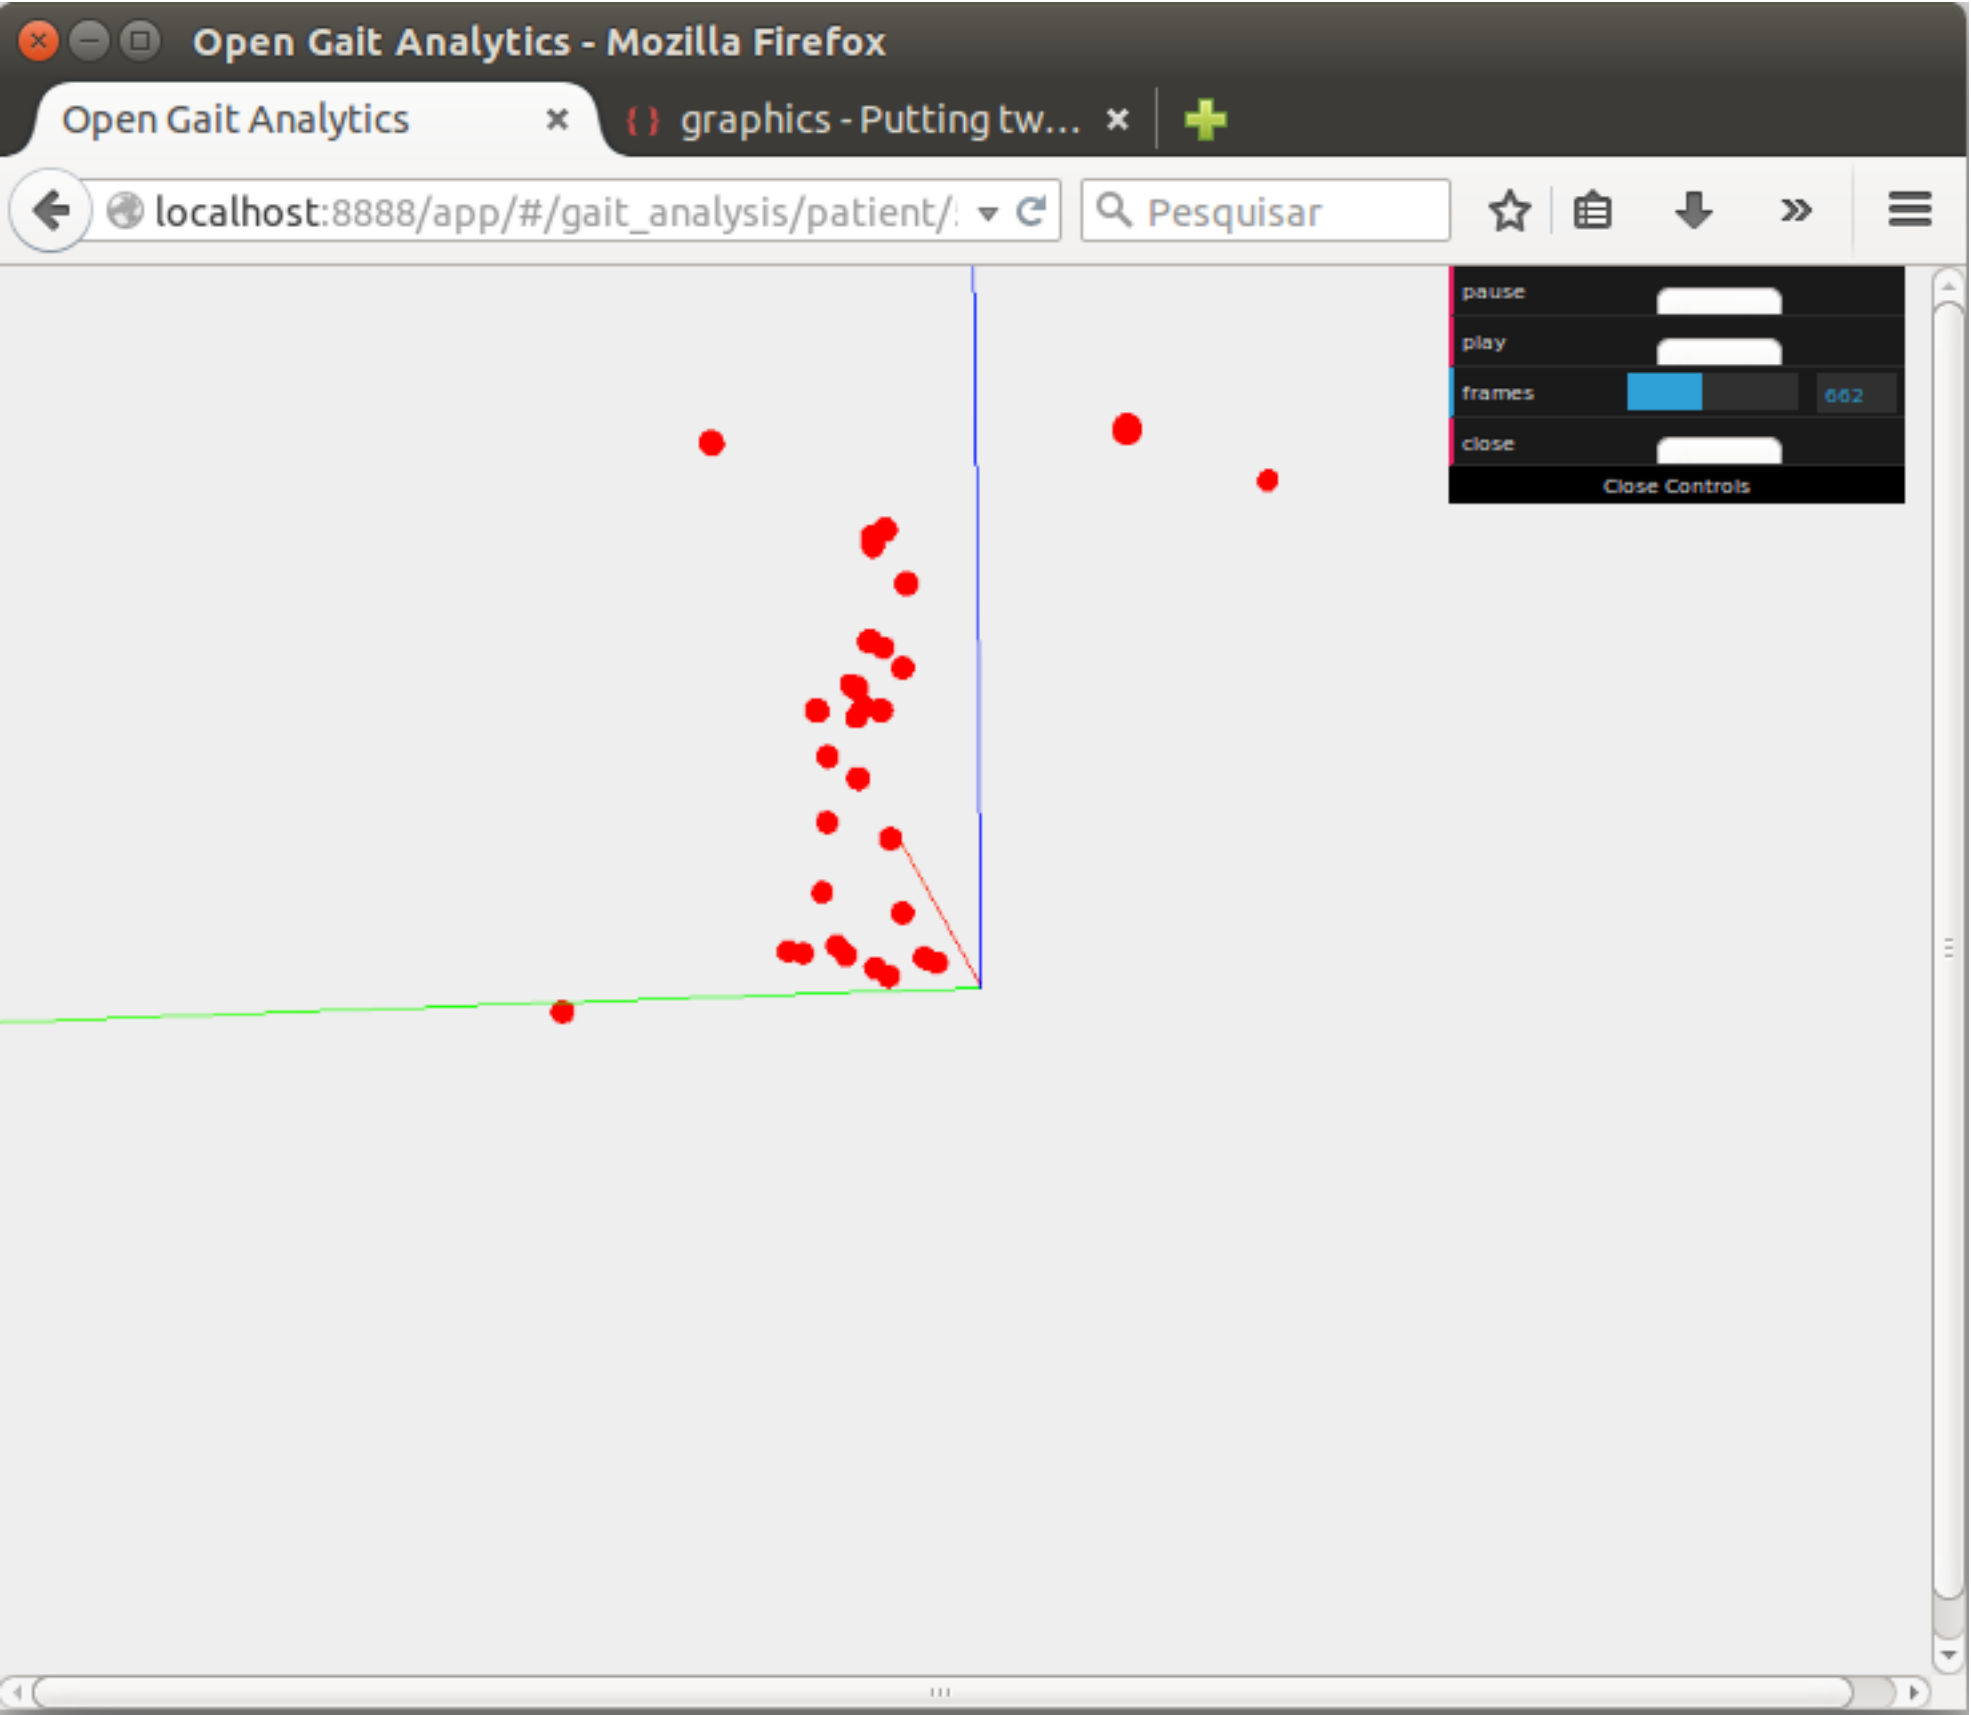 Open Gait Analytics - Mozilla Firefox
Open Gait Analytics
{ } graphics - Putting tw...
localhost:8888/app/#/gait_analysis/patient/
Pesquisar
pause
play
frames 662
close
Close Controls